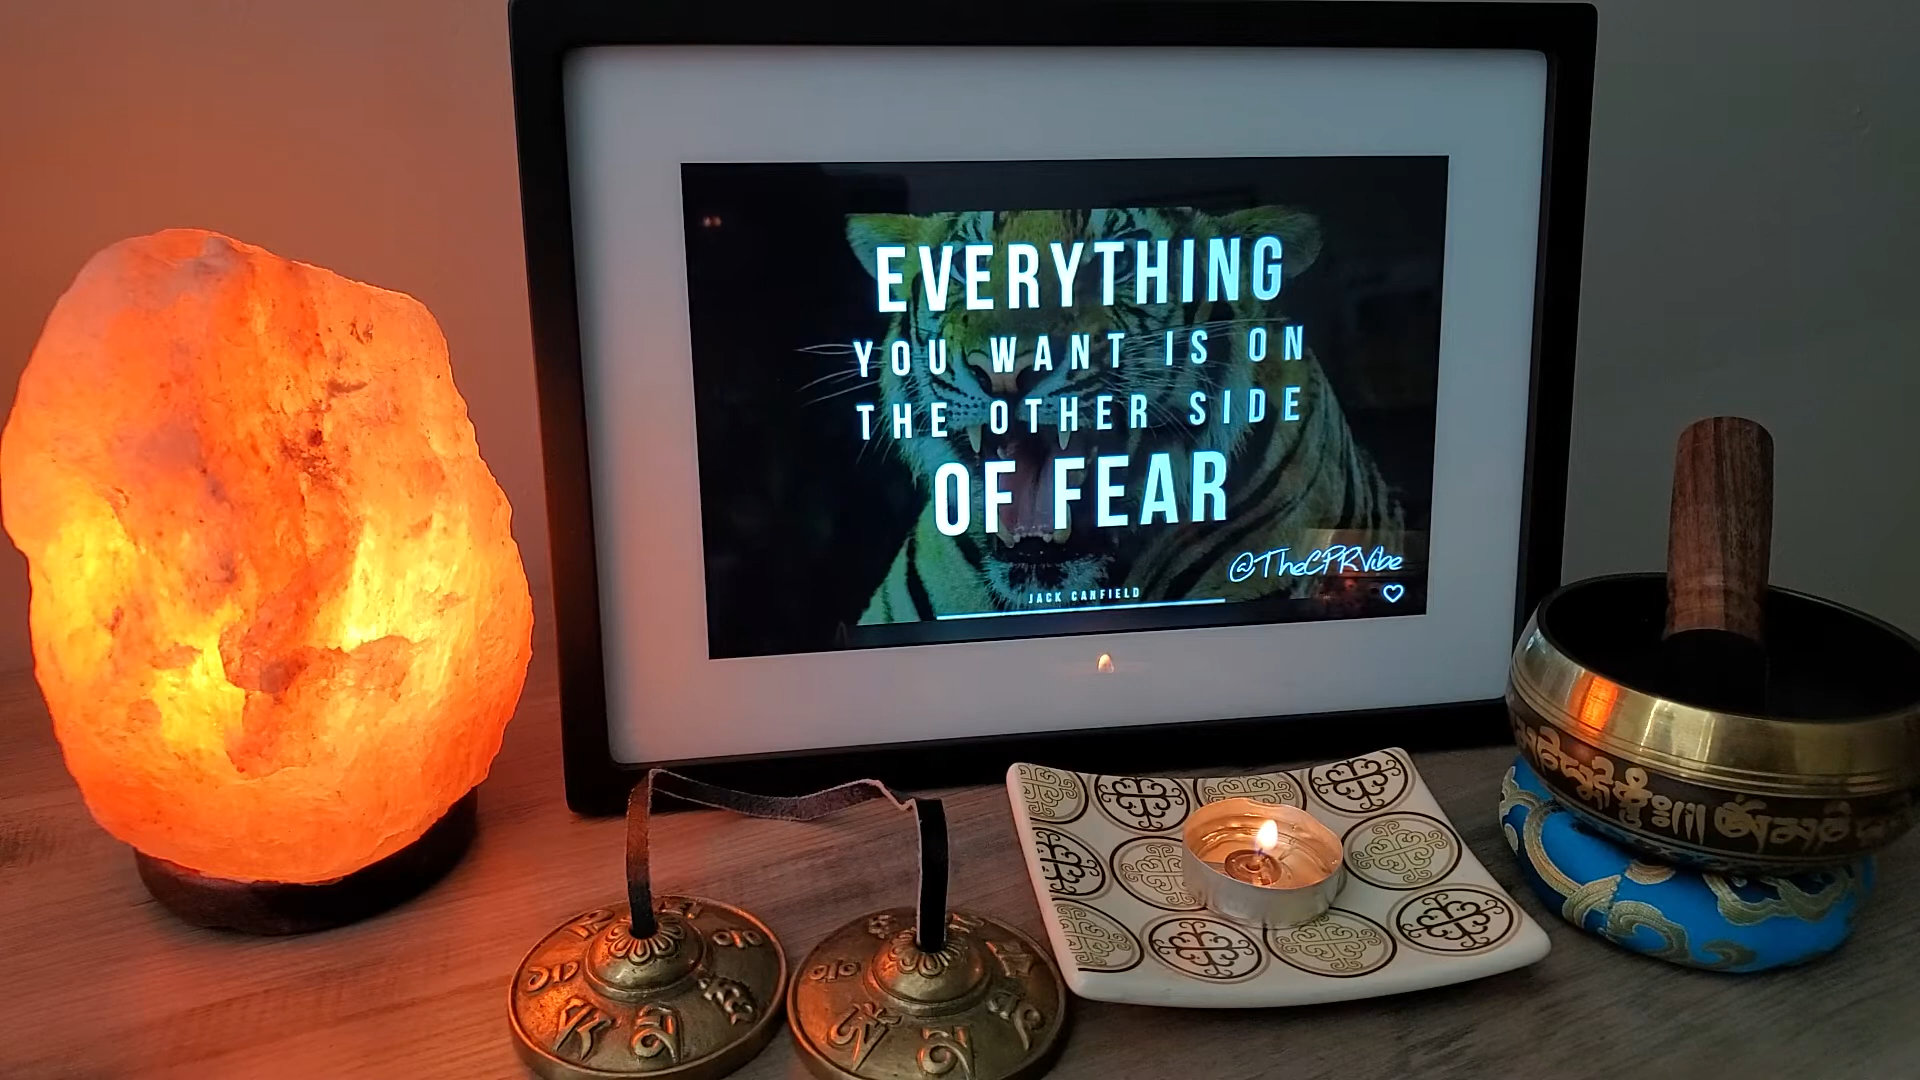 EVERYTHING
YOU WANT IS ON
THE OTHER SIDE
OF FEAR
@TheCPRVibe
JACK CANFIELD